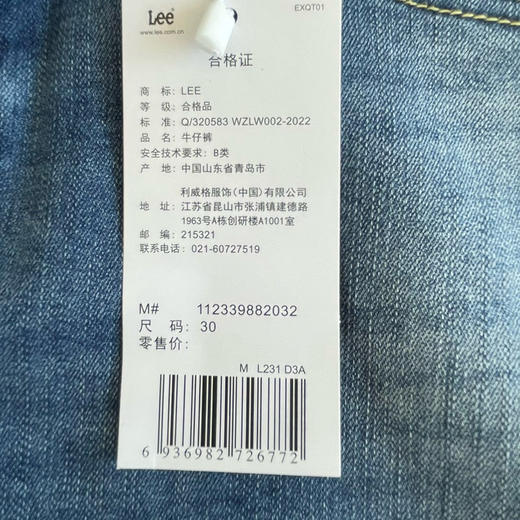 Lee
www.lee.com.cn
EXQT01
合格证
商 标: LEE
等 级: 合格品
标 准: Q/320583 WZLW002-2022
品 名: 牛仔裤
安全技术要求: B类
产 地: 中国山东省青岛市
利威格服饰(中国)有限公司
地 址: 江苏省昆山市张浦镇建德路
1963号A栋创研楼A1001室
邮 编: 215321
联系电话: 021-60727519
M# 112339882032
尺 码: 30
零售价:
M L231 D3A
6 936982 726772